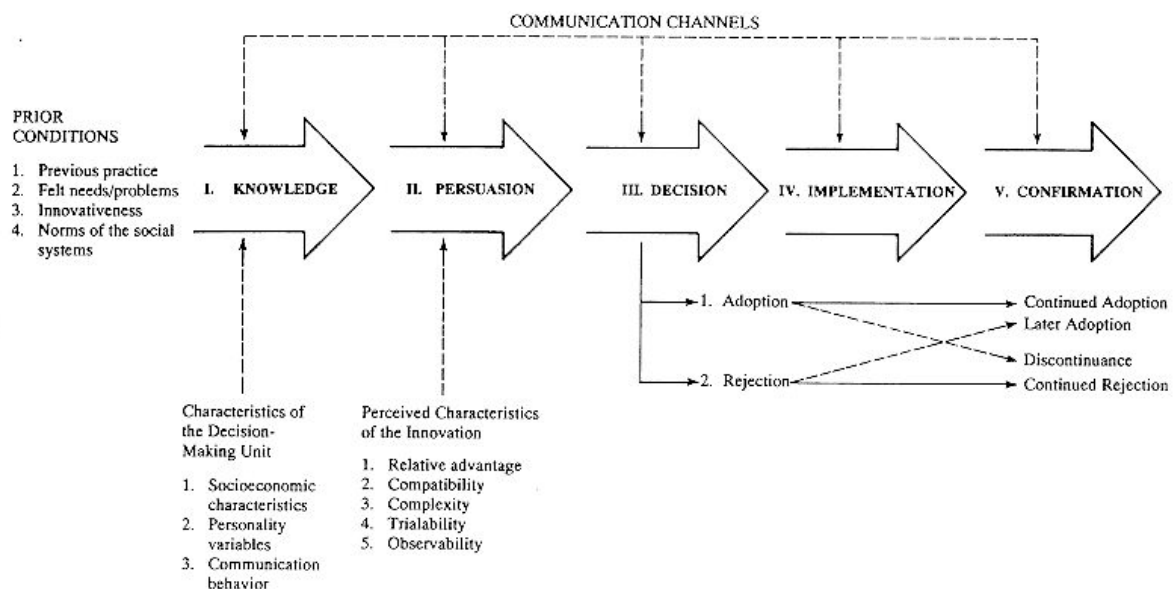 COMMUNICATION CHANNELS
PRIOR
CONDITIONS
1. Previous practice
2. Felt needs/problems
3. Innovativeness
4. Norms of the social
systems
I. KNOWLEDGE
II. PERSUASION
III. DECISION
IV. IMPLEMENTATION
V. CONFIRMATION
1. Adoption
2. Rejection
Continued Adoption
Later Adoption
Discontinuance
Continued Rejection
Characteristics of
the Decision-
Making Unit
1. Socioeconomic
characteristics
2. Personality
variables
3. Communication
behavior
Perceived Characteristics
of the Innovation
1. Relative advantage
2. Compatibility
3. Complexity
4. Trialability
5. Observability